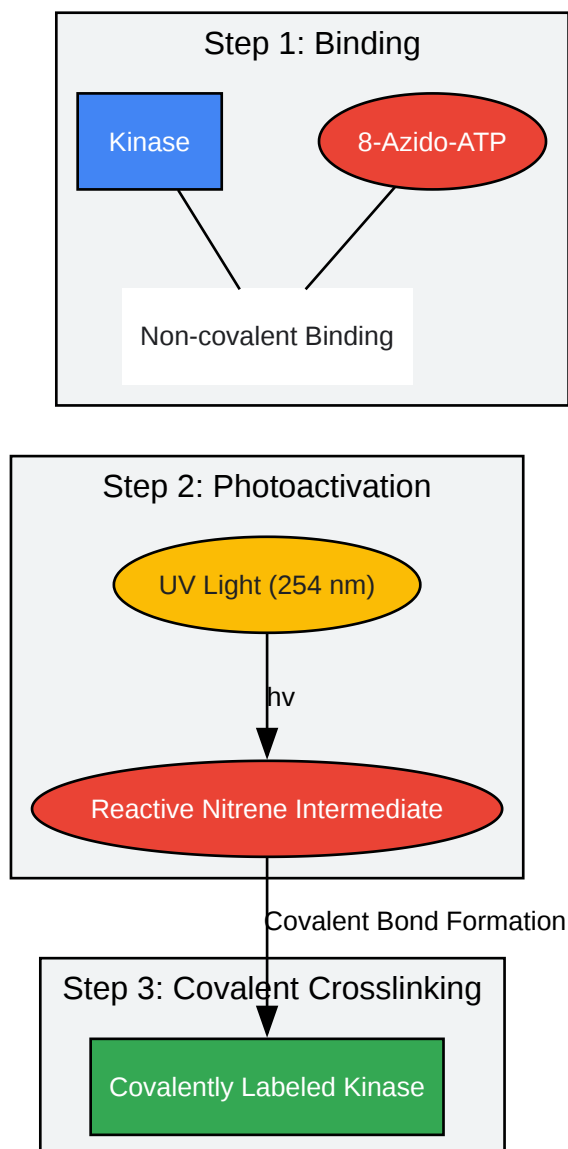 Step 1: Binding
Kinase
8-Azido-ATP
Non-covalent Binding
Step 2: Photoactivation
UV Light (254 nm)
hv
Reactive Nitrene Intermediate
Covalent Bond Formation
Step 3: Covalent Crosslinking
Covalently Labeled Kinase